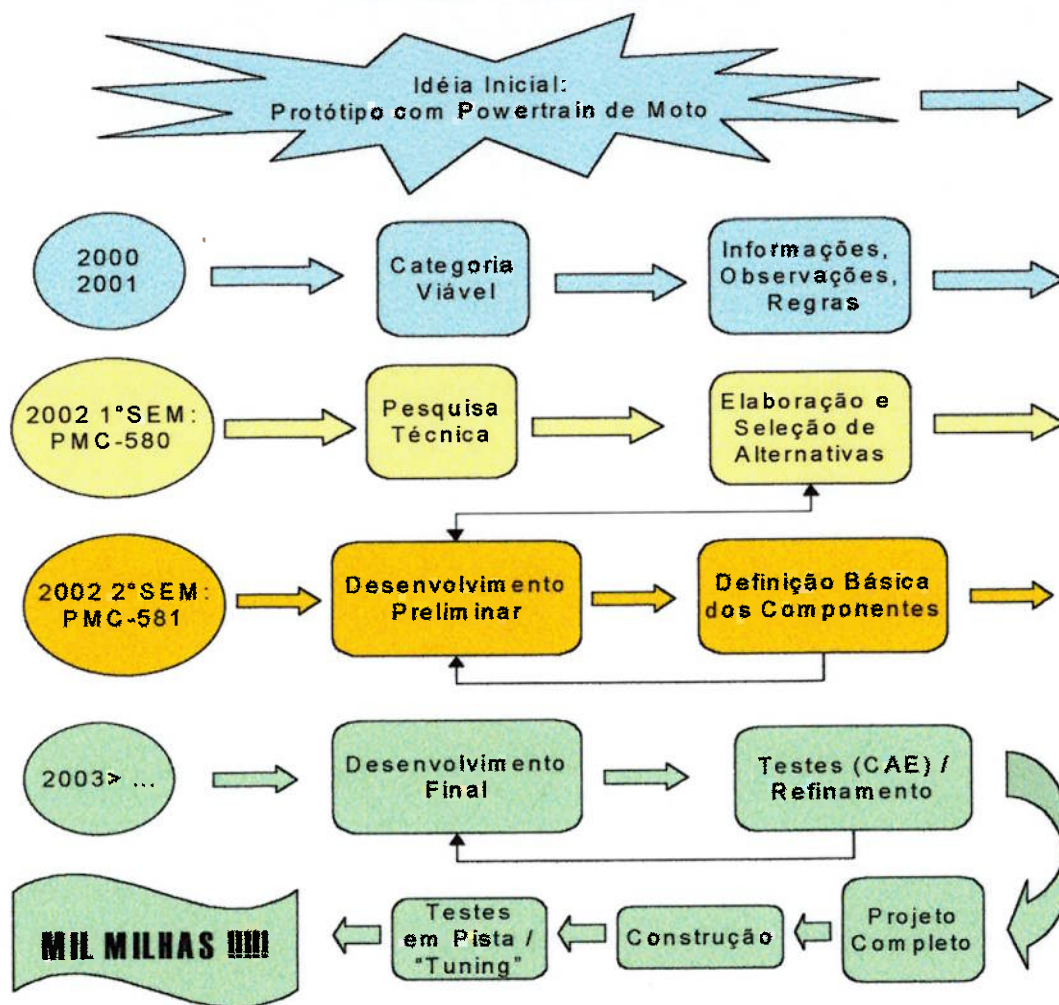 Idéia Inicial:
Protótipo com Powertrain de Moto
2000
2001
Categoria
Viável
Informações,
Observações,
Regras
2002 1°SEM:
PMC-580
Pesquisa
Técnica
Elaboração e
Seleção de
Alternativas
2002 2°SEM:
PMC-581
Desenvolvimento
Preliminar
Definição Básica
dos Componentes
2003> ...
Desenvolvimento
Final
Testes (CAE) /
Refinamento
Projeto
Completo
Construção
Testes
em Pista /
"Tuning"
MIL MILHAS !!!!!